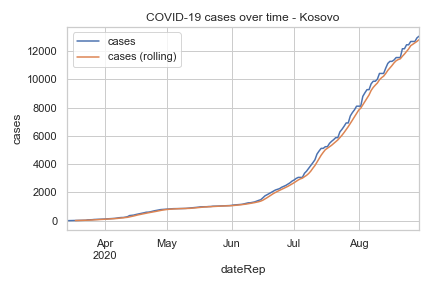 COVID-19 cases over time - Kosovo
cases
cases (rolling)
12000
10000
8000
6000
4000
2000
0
cases
Apr
2020
May
Jun
Jul
Aug
dateRep